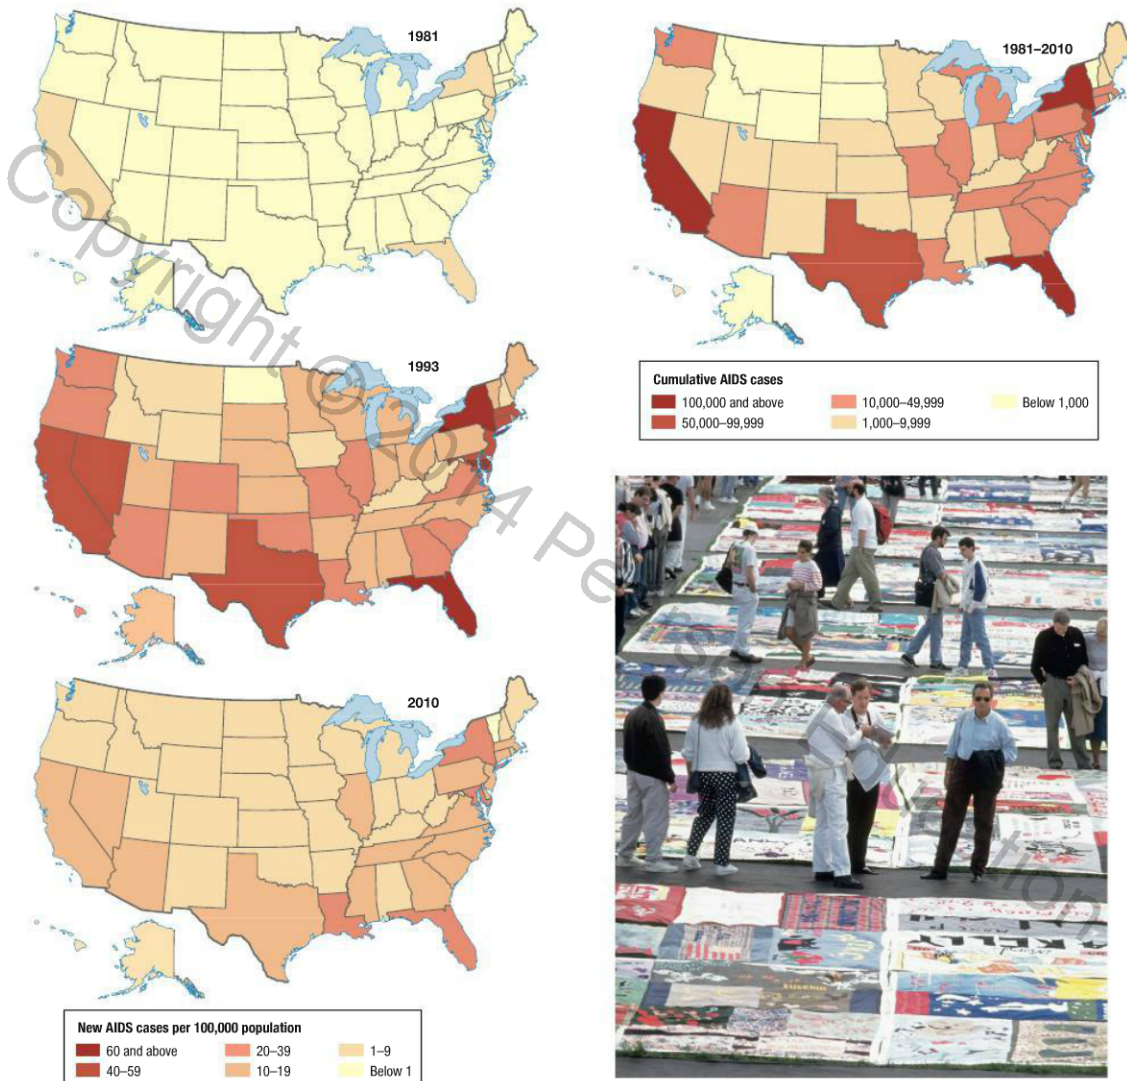 1981
1993
2010
New AIDS cases per 100,000 population
60 and above
40–59
20–39
10–19
1–9
Below 1
1981–2010
Cumulative AIDS cases
100,000 and above
50,000–99,999
10,000–49,999
1,000–9,999
Below 1,000
KELLY
Copyright © 2014 Pearson Education